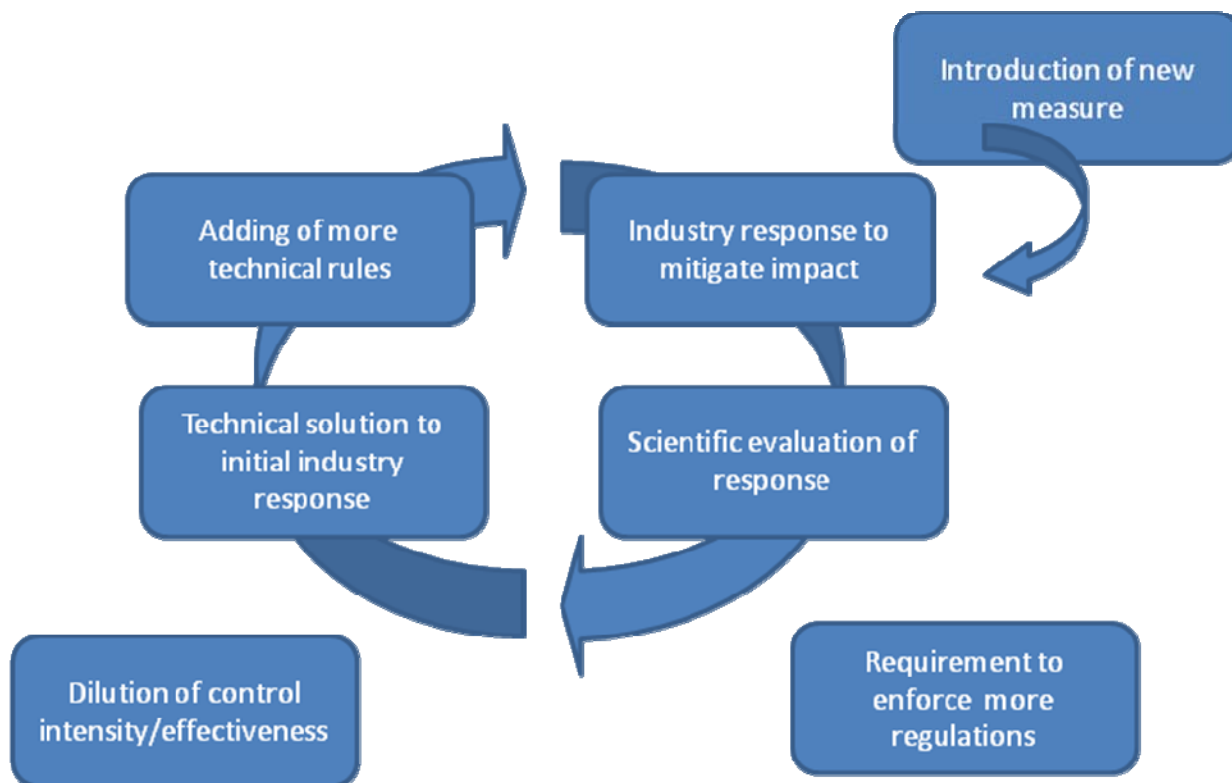 Introduction of new
measure
Adding of more
technical rules
Industry response to
mitigate impact
Technical solution to
initial industry
response
Scientific evaluation of
response
Dilution of control
intensity/effectiveness
Requirement to
enforce more
regulations